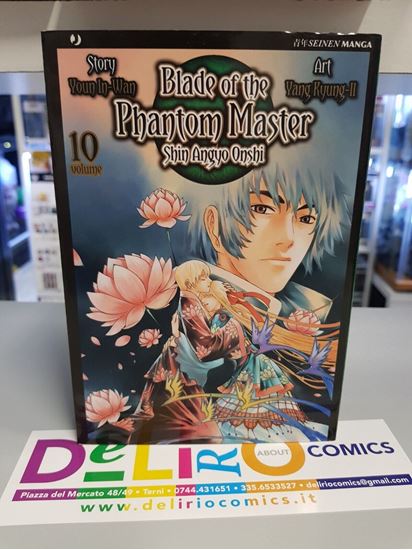 青年 SEINEN MANGA
Story
Youn In-Wan
Art
Yang Kyung-Il
Blade of the
Phantom Master
Shin Angyo Onshi
10
volume
DeLiRiO ABOUT COMICS
Piazza del Mercato 48/49 • Terni • 0744.431651 • 335.6533527 • deliriocomics@gmail.com
www.deliriocomics.it